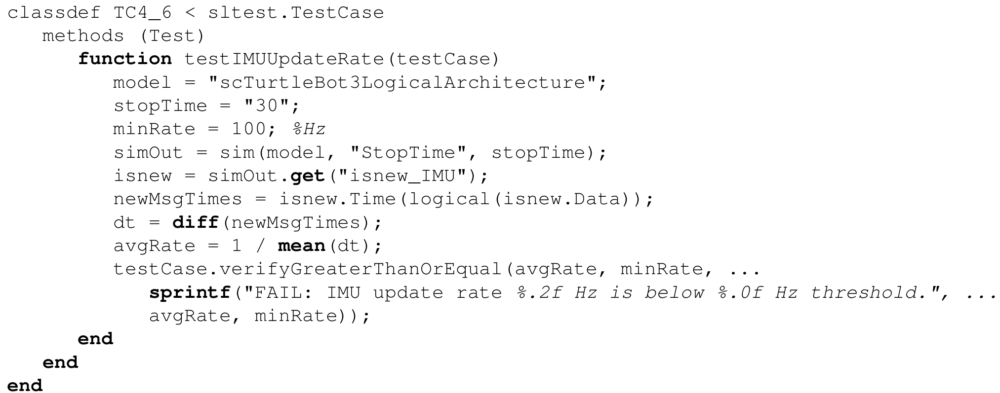 classdef TC4_6 < sltest.TestCase
methods (Test)
function testIMUUpdateRate(testCase)
model = "scTurtleBot3LogicalArchitecture";
stopTime = "30";
minRate = 100; %Hz
simOut = sim(model, "StopTime", stopTime);
isnew = simOut.get("isnew_IMU");
newMsgTimes = isnew.Time(logical(isnew.Data));
dt = diff(newMsgTimes);
avgRate = 1 / mean(dt);
testCase.verifyGreaterThanOrEqual(avgRate, minRate, ...
sprintf("FAIL: IMU update rate %.2f Hz is below %.0f Hz threshold.", ...
avgRate, minRate));
end
end
end